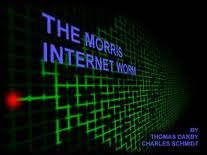 THE MORRIS
INTERNET WORM
BY
THOMAS DARBY
CHARLES SCHMIDT